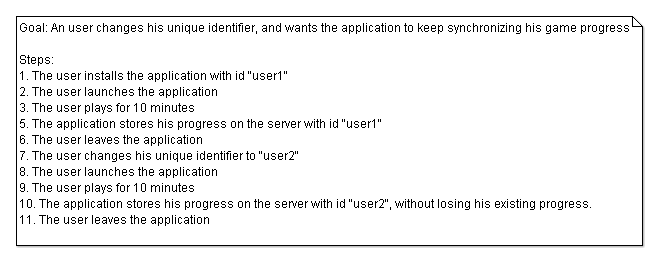 Goal: An user changes his unique identifier, and wants the application to keep synchronizing his game progress
Steps:
1. The user installs the application with id "user1"
2. The user launches the application
3. The user plays for 10 minutes
5. The application stores his progress on the server with id "user1"
6. The user leaves the application
7. The user changes his unique identifier to "user2"
8. The user launches the application
9. The user plays for 10 minutes
10. The application stores his progress on the server with id "user2", without losing his existing progress.
11. The user leaves the application